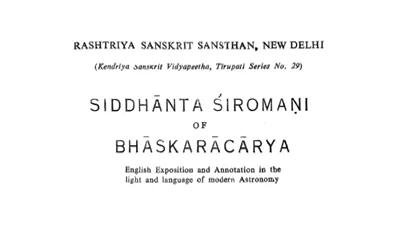 RASHTRIYA SANSKRIT SANSTHAN, NEW DELHI
(Kendriya Sanskrit Vidyapeetha, Tirupati Series No. 29)
SIDDHĀNTA ŚIROMAṆI
OF
BHĀSKARĀCĀRYA
English Exposition and Annotation in the
light and language of modern Astronomy